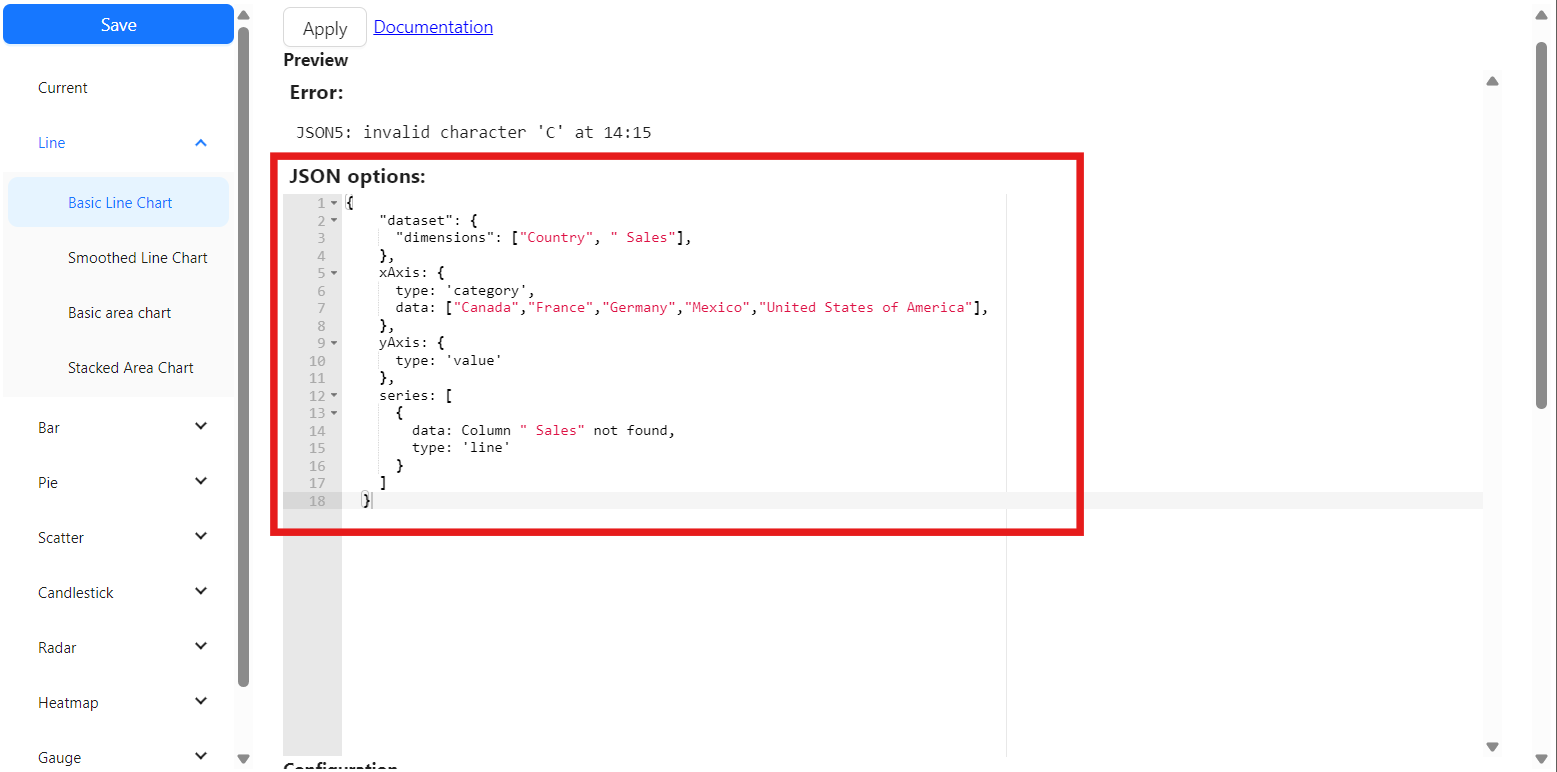 Save
Current
Line
Basic Line Chart
Smoothed Line Chart
Basic area chart
Stacked Area Chart
Bar
Pie
Scatter
Candlestick
Radar
Heatmap
Gauge
Apply Documentation
Preview
Error:
JSON5: invalid character 'C' at 14:15
JSON options:
1 {
2 "dataset": {
3 "dimensions": ["Country", " Sales"],
4 },
5 xAxis: {
6 type: 'category',
7 data: ["Canada","France","Germany","Mexico","United States of America"],
8 },
9 yAxis: {
10 type: 'value'
11 },
12 series: [
13 {
14 data: Column " Sales" not found,
15 type: 'line'
16 }
17 ]
18 }
Configuration